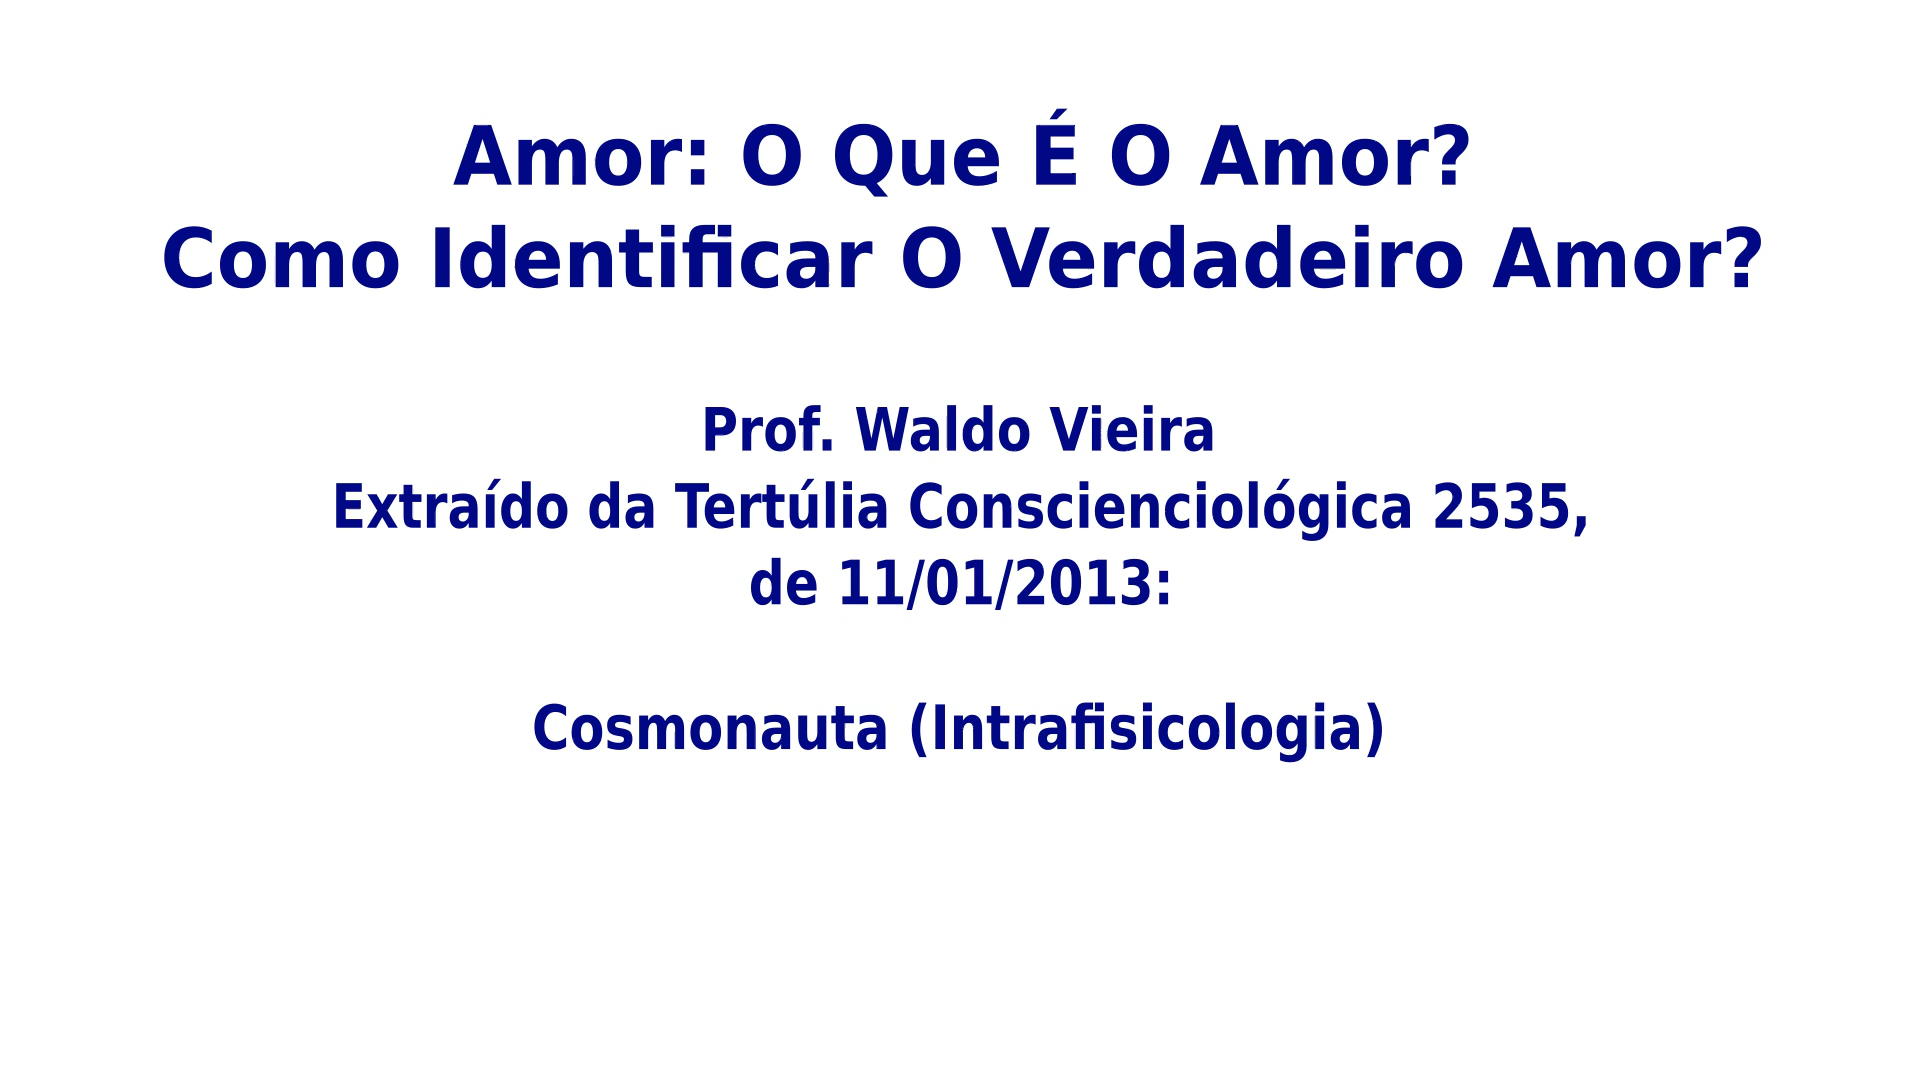 Amor: O Que É O Amor?
Como Identificar O Verdadeiro Amor?
Prof. Waldo Vieira
Extraído da Tertúlia Conscienciológica 2535,
de 11/01/2013:
Cosmonauta (Intrafisicologia)